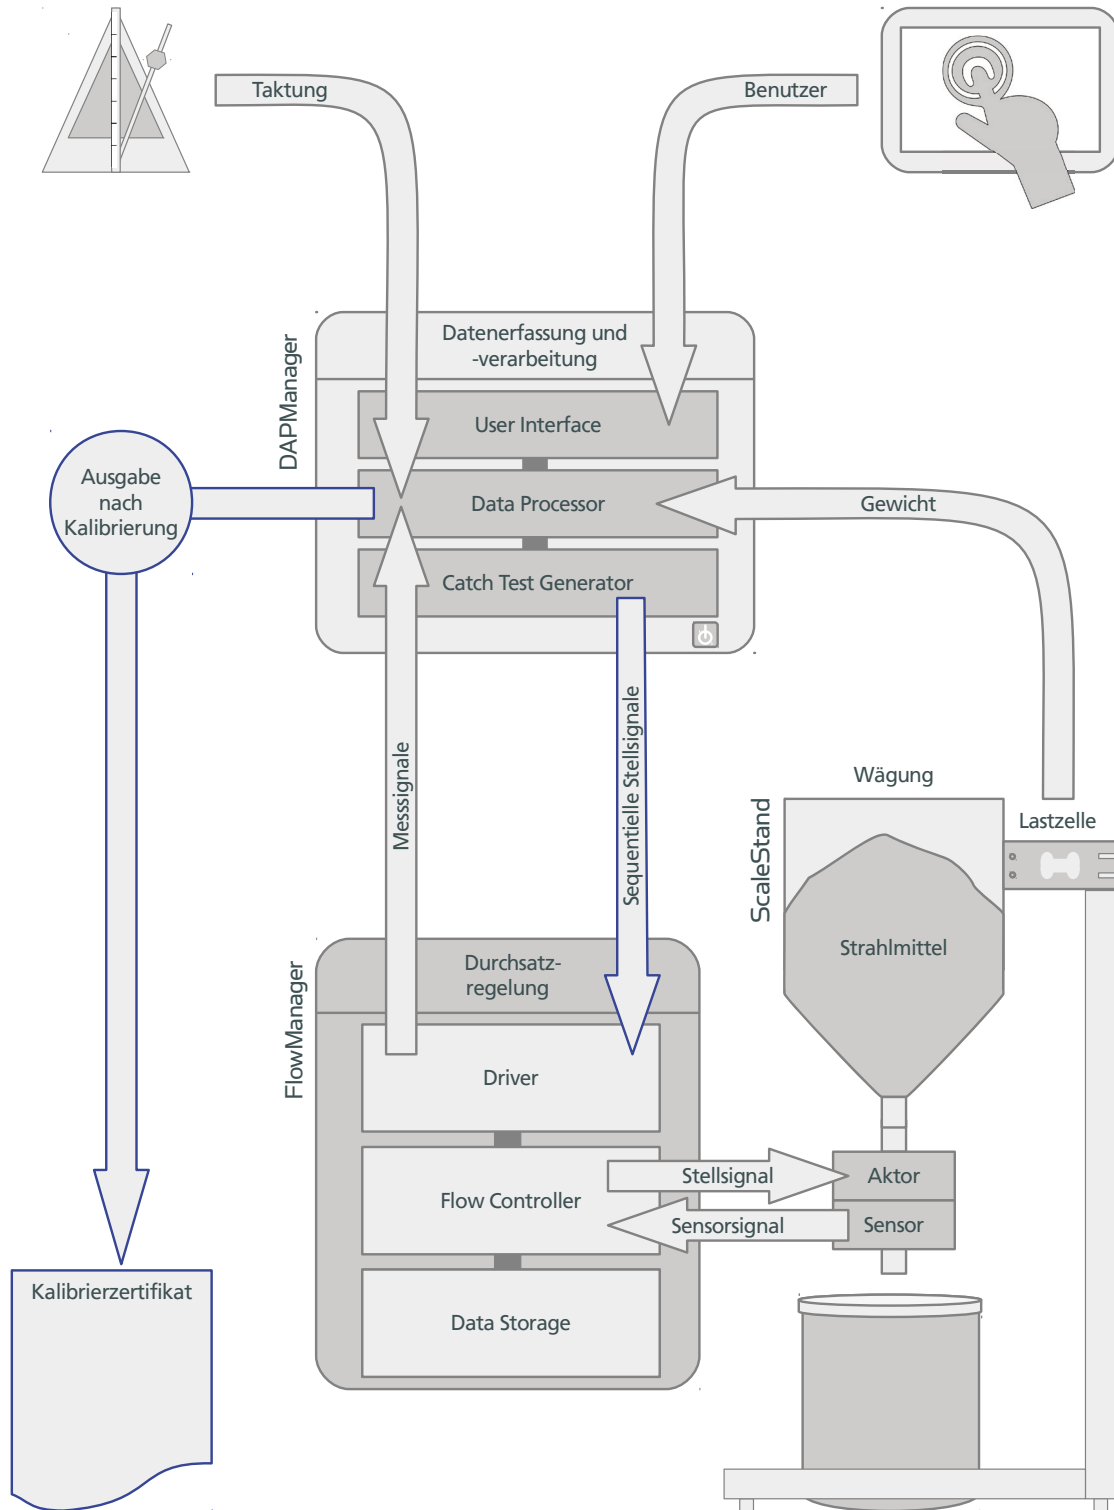 Taktung
Benutzer
DAPManager
Datenerfassung und
-verarbeitung
User Interface
Data Processor
Catch Test Generator
Ausgabe
nach
Kalibrierung
Gewicht
Messsignale
Sequentielle Stellsignale
Wägung
ScaleStand
Lastzelle
Strahlmittel
FlowManager
Durchsatz-
regelung
Driver
Flow Controller
Data Storage
Stellsignal
Sensorsignal
Aktor
Sensor
Kalibrierzertifikat